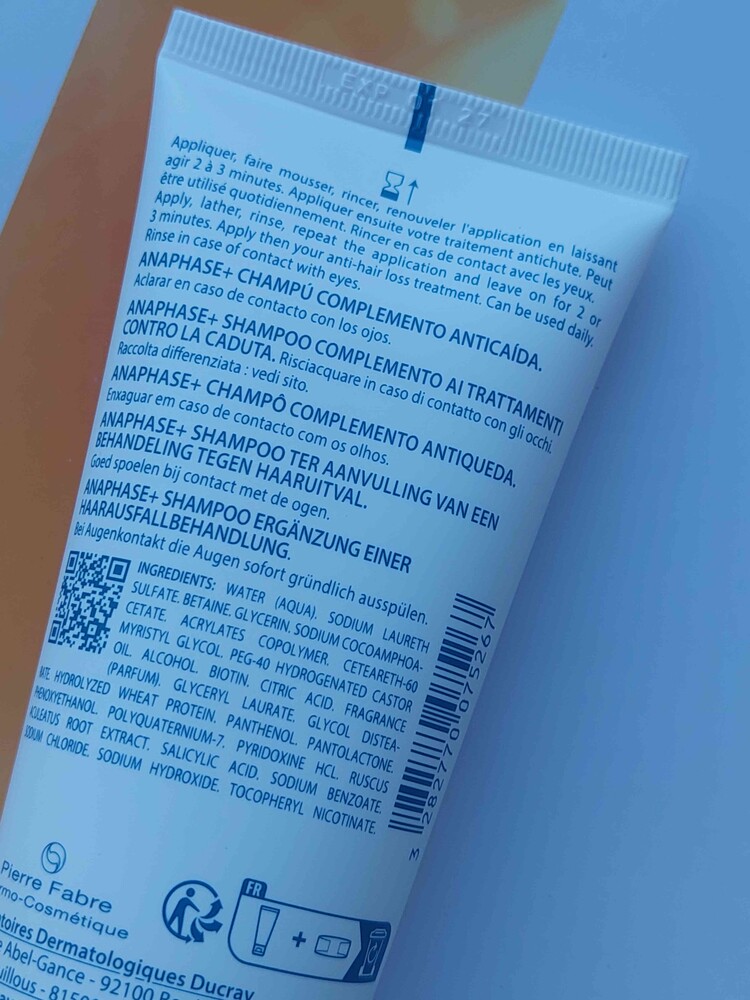 EXP 27
Appliquer, faire mousser, rincer, renouveler l'application en laissant
agir 2 à 3 minutes. Appliquer ensuite votre traitement antichute. Peut
être utilisé quotidiennement. Rincer en cas de contact avec les yeux.
Apply, lather, rinse, repeat the application and leave on for 2 or
3 minutes. Apply then your anti-hair loss treatment. Can be used daily.
Rinse in case of contact with eyes.
ANAPHASE+ CHAMPÚ COMPLEMENTO ANTICAÍDA.
Aclarar en caso de contacto con los ojos.
ANAPHASE+ SHAMPOO COMPLEMENTO AI TRATTAMENTI
CONTRO LA CADUTA. Risciacquare in caso di contatto con gli occhi.
Raccolta differenziata : vedi sito.
ANAPHASE+ CHAMPÔ COMPLEMENTO ANTIQUEDA.
Enxaguar em caso de contacto com os olhos.
ANAPHASE+ SHAMPOO TER AANVULLING VAN EEN
BEHANDELING TEGEN HAARUITVAL.
Goed spoelen bij contact met de ogen.
ANAPHASE+ SHAMPOO ERGÄNZUNG EINER
HAARAUSFALLBEHANDLUNG.
Bei Augenkontakt die Augen sofort gründlich ausspülen.
INGREDIENTS: WATER (AQUA). SODIUM LAURETH
SULFATE. BETAINE. GLYCERIN. SODIUM COCOAMPHOA-
CETATE. ACRYLATES COPOLYMER. CETEARETH-60
MYRISTYL GLYCOL. PEG-40 HYDROGENATED CASTOR
OIL. ALCOHOL. BIOTIN. CITRIC ACID. FRAGRANCE
(PARFUM). GLYCERYL LAURATE. GLYCOL DISTEA-
RATE. HYDROLYZED WHEAT PROTEIN. PANTHENOL. PANTOLACTONE.
PHENOXYETHANOL. POLYQUATERNIUM-7. PYRIDOXINE HCL. RUSCUS
ACULEATUS ROOT EXTRACT. SALICYLIC ACID. SODIUM BENZOATE.
SODIUM CHLORIDE. SODIUM HYDROXIDE. TOCOPHERYL NICOTINATE.
3 282770 075267
Pierre Fabre
rmo-Cosmétique
FR
+
toires Dermatologiques Ducray
Abel-Gance - 92100
uillous -